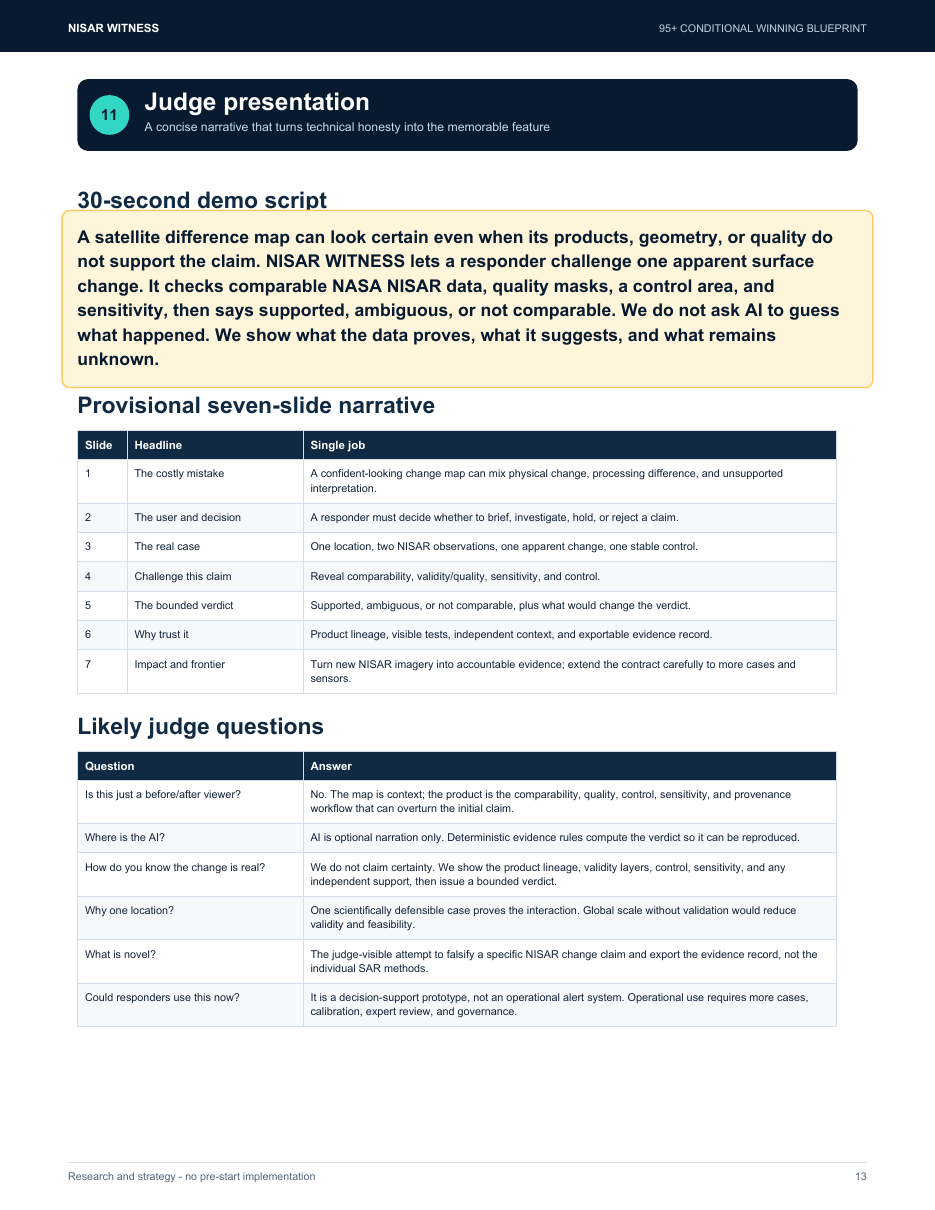 NISAR WITNESS
95+ CONDITIONAL WINNING BLUEPRINT
11
Judge presentation
A concise narrative that turns technical honesty into the memorable feature
30-second demo script
A satellite difference map can look certain even when its products, geometry, or quality do
not support the claim. NISAR WITNESS lets a responder challenge one apparent surface
change. It checks comparable NASA NISAR data, quality masks, a control area, and
sensitivity, then says supported, ambiguous, or not comparable. We do not ask AI to guess
what happened. We show what the data proves, what it suggests, and what remains
unknown.
Provisional seven-slide narrative
Slide Headline Single job
1 The costly mistake A confident-looking change map can mix physical change, processing difference, and unsupported
interpretation.
2 The user and decision A responder must decide whether to brief, investigate, hold, or reject a claim.
3 The real case One location, two NISAR observations, one apparent change, one stable control.
4 Challenge this claim Reveal comparability, validity/quality, sensitivity, and control.
5 The bounded verdict Supported, ambiguous, or not comparable, plus what would change the verdict.
6 Why trust it Product lineage, visible tests, independent context, and exportable evidence record.
7 Impact and frontier Turn new NISAR imagery into accountable evidence; extend the contract carefully to more cases and
sensors.
Likely judge questions
Question Answer
Is this just a before/after viewer? No. The map is context; the product is the comparability, quality, control, sensitivity, and provenance
workflow that can overturn the initial claim.
Where is the AI? AI is optional narration only. Deterministic evidence rules compute the verdict so it can be reproduced.
How do you know the change is real? We do not claim certainty. We show the product lineage, validity layers, control, sensitivity, and any
independent support, then issue a bounded verdict.
Why one location? One scientifically defensible case proves the interaction. Global scale without validation would reduce
validity and feasibility.
What is novel? The judge-visible attempt to falsify a specific NISAR change claim and export the evidence record, not the
individual SAR methods.
Could responders use this now? It is a decision-support prototype, not an operational alert system. Operational use requires more cases,
calibration, expert review, and governance.
Research and strategy - no pre-start implementation
13